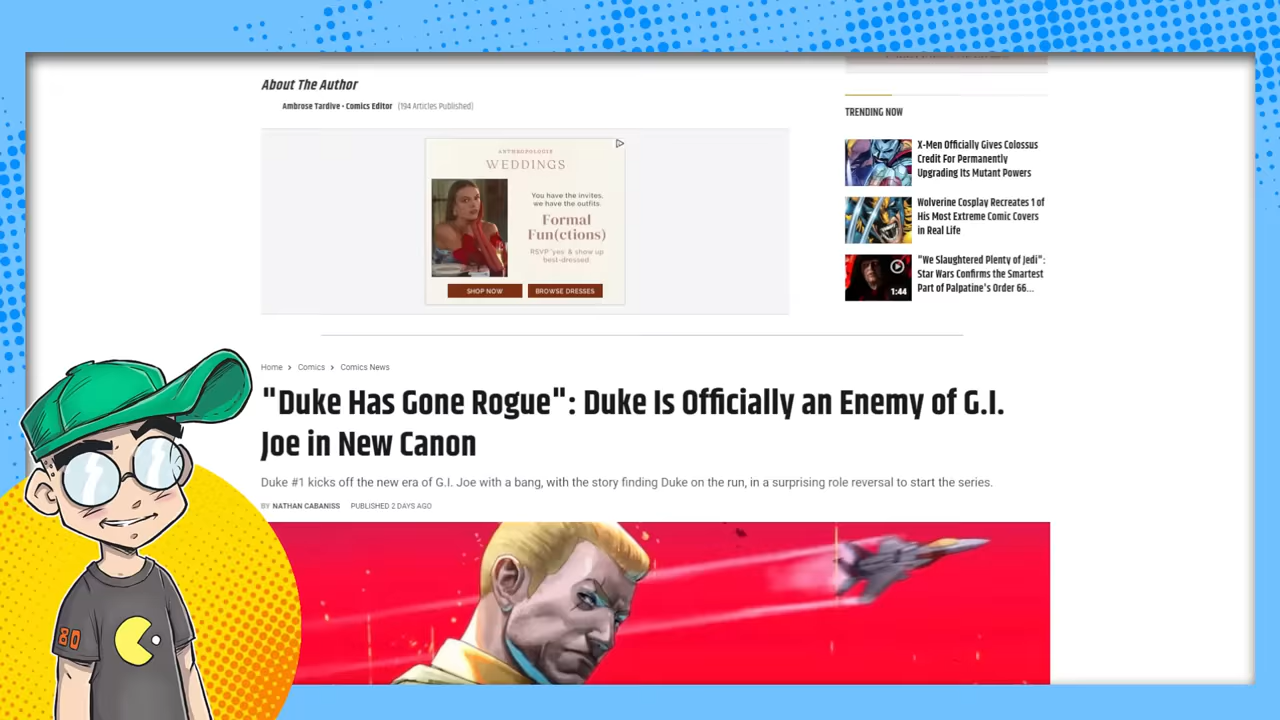 About The Author
Ambrose Tardive • Comics Editor (194 Articles Published)
ANTHROPOLOGIE
WEDDINGS
You have the invites,
we have the outfits.
Formal
Fun(ctions)
RSVP 'yes' & show up
best-dressed.
SHOP NOW
BROWSE DRESSES
TRENDING NOW
X-Men Officially Gives Colossus
Credit For Permanently
Upgrading Its Mutant Powers
Wolverine Cosplay Recreates 1 of
His Most Extreme Comic Covers
in Real Life
"We Slaughtered Plenty of Jedi":
Star Wars Confirms the Smartest
Part of Palpatine's Order 66...
1:44
Home > Comics > Comics News
"Duke Has Gone Rogue": Duke Is Officially an Enemy of G.I.
Joe in New Canon
Duke #1 kicks off the new era of G.I. Joe with a bang, with the story finding Duke on the run, in a surprising role reversal to start the series.
BY NATHAN CABANISS PUBLISHED 2 DAYS AGO
80